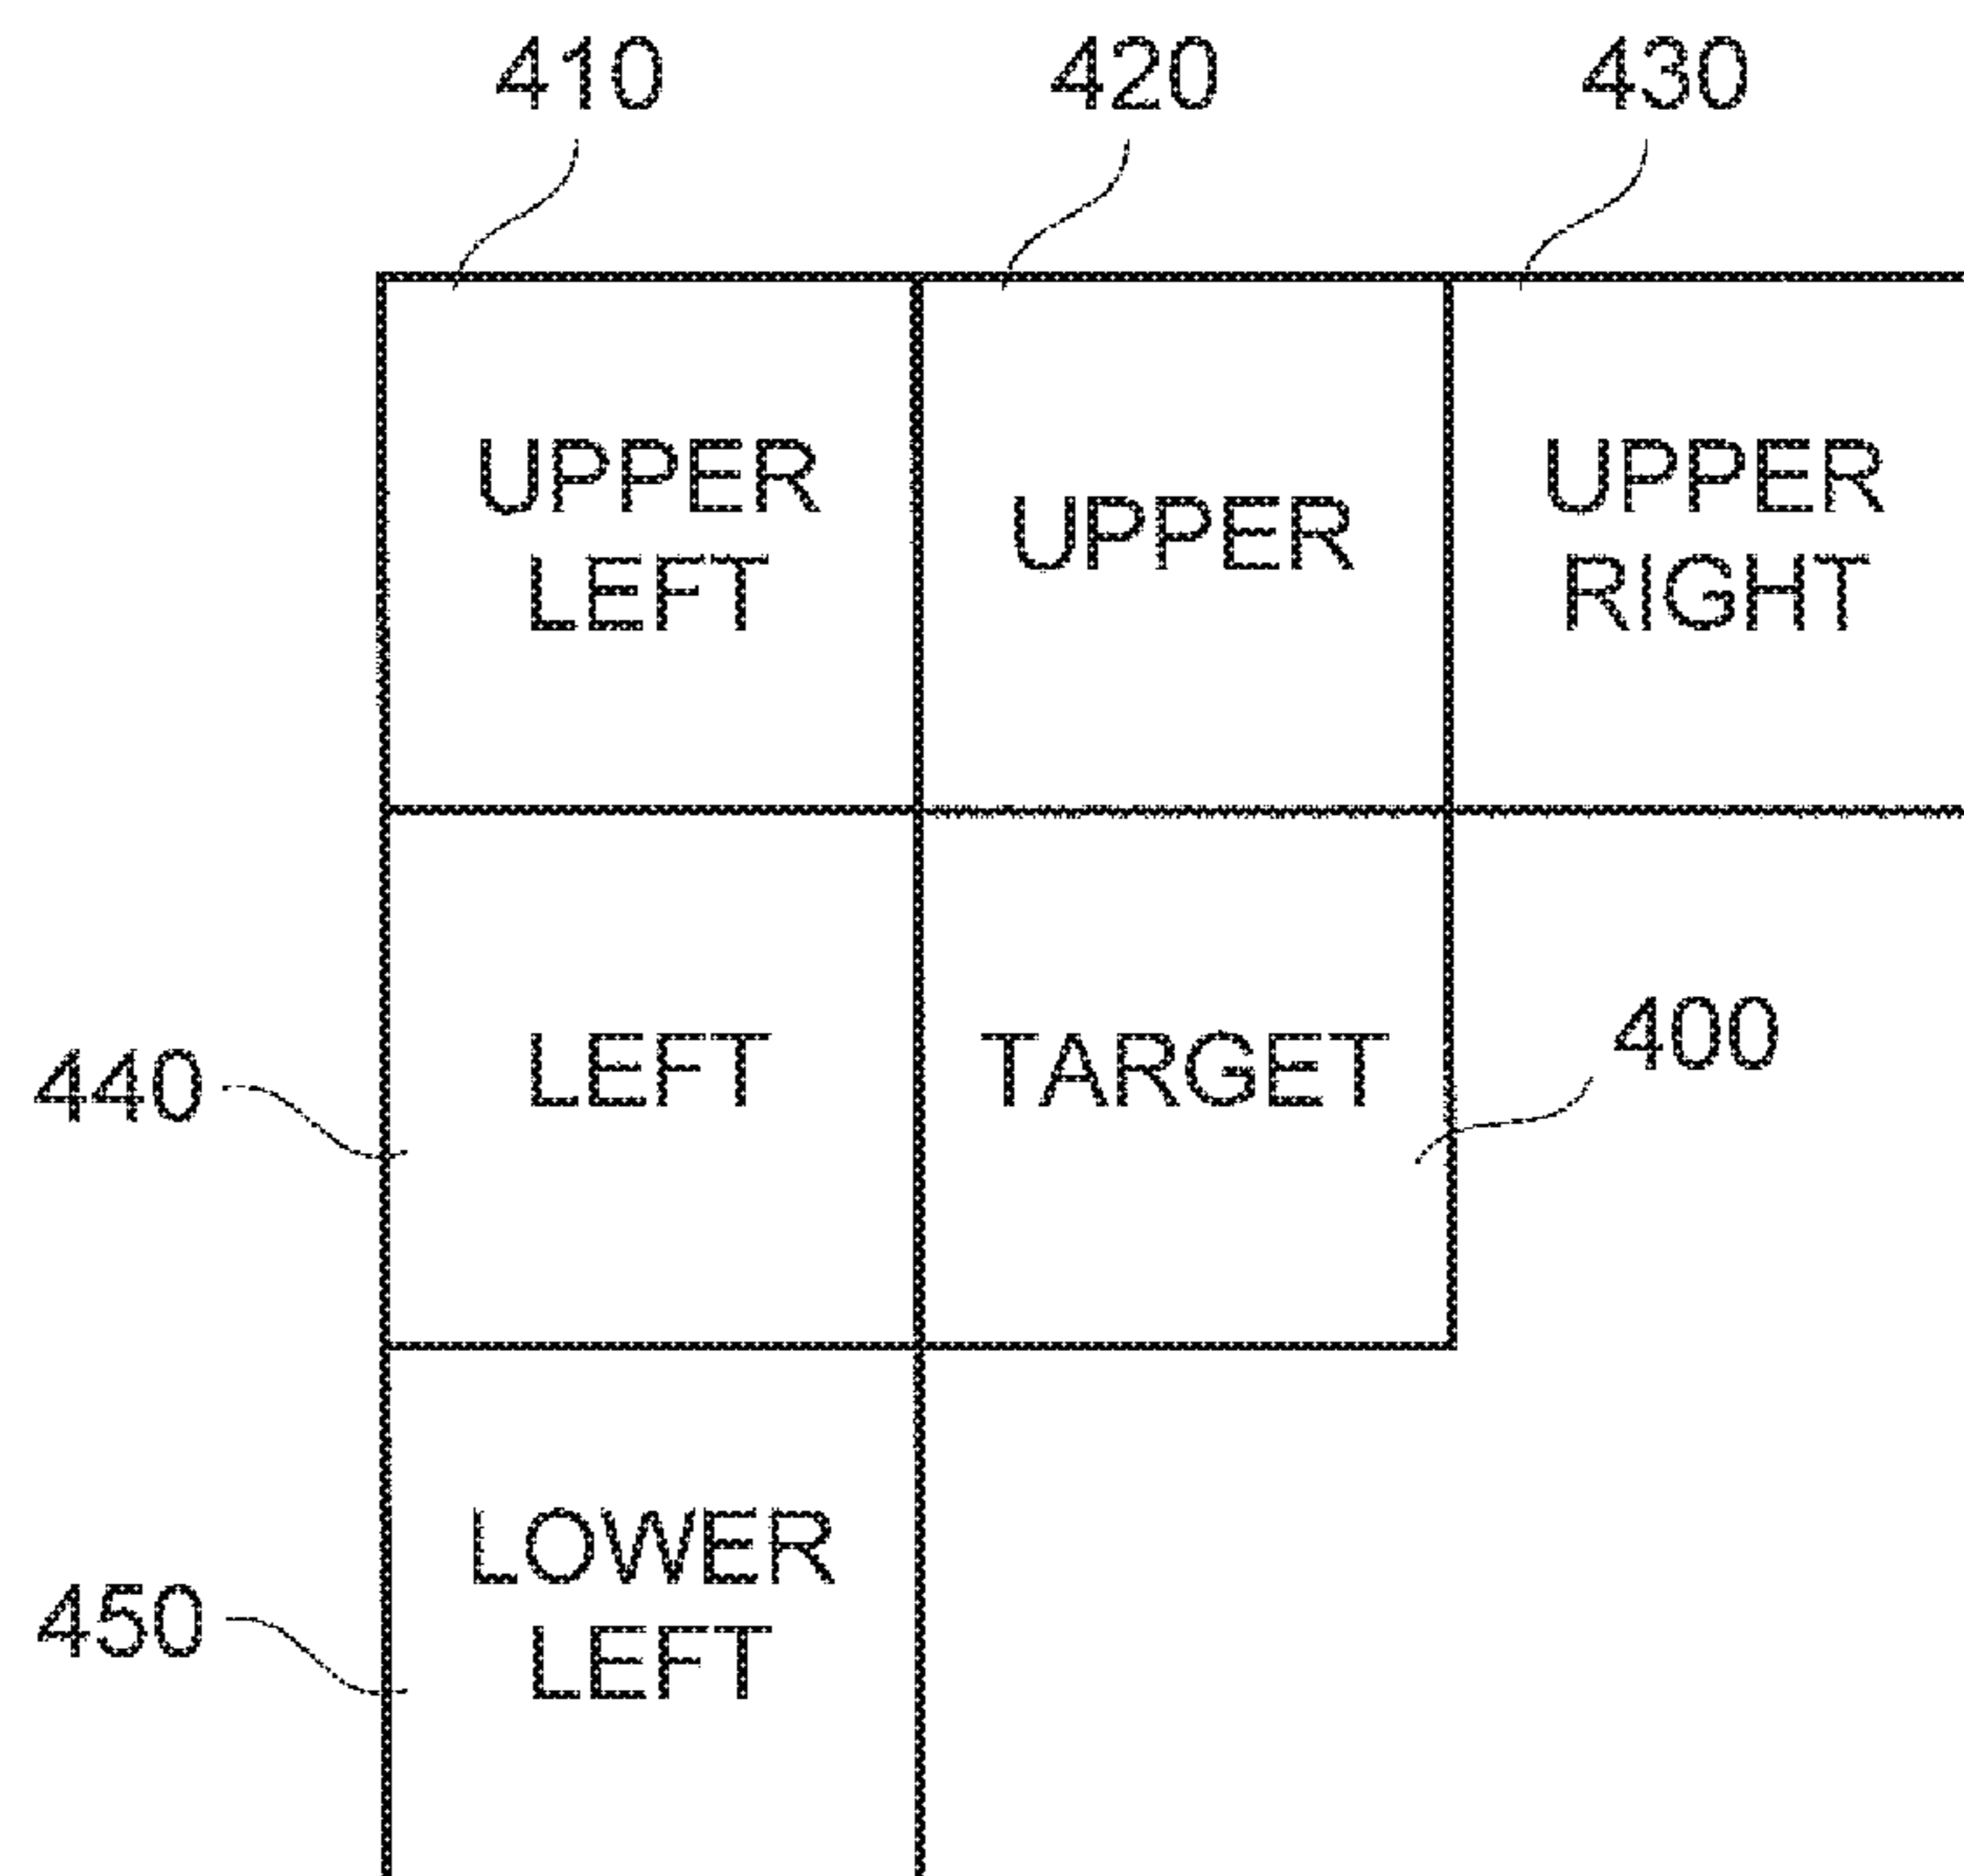 410 420 430
UPPER LEFT
UPPER
UPPER RIGHT
440
LEFT
TARGET
400
450
LOWER LEFT